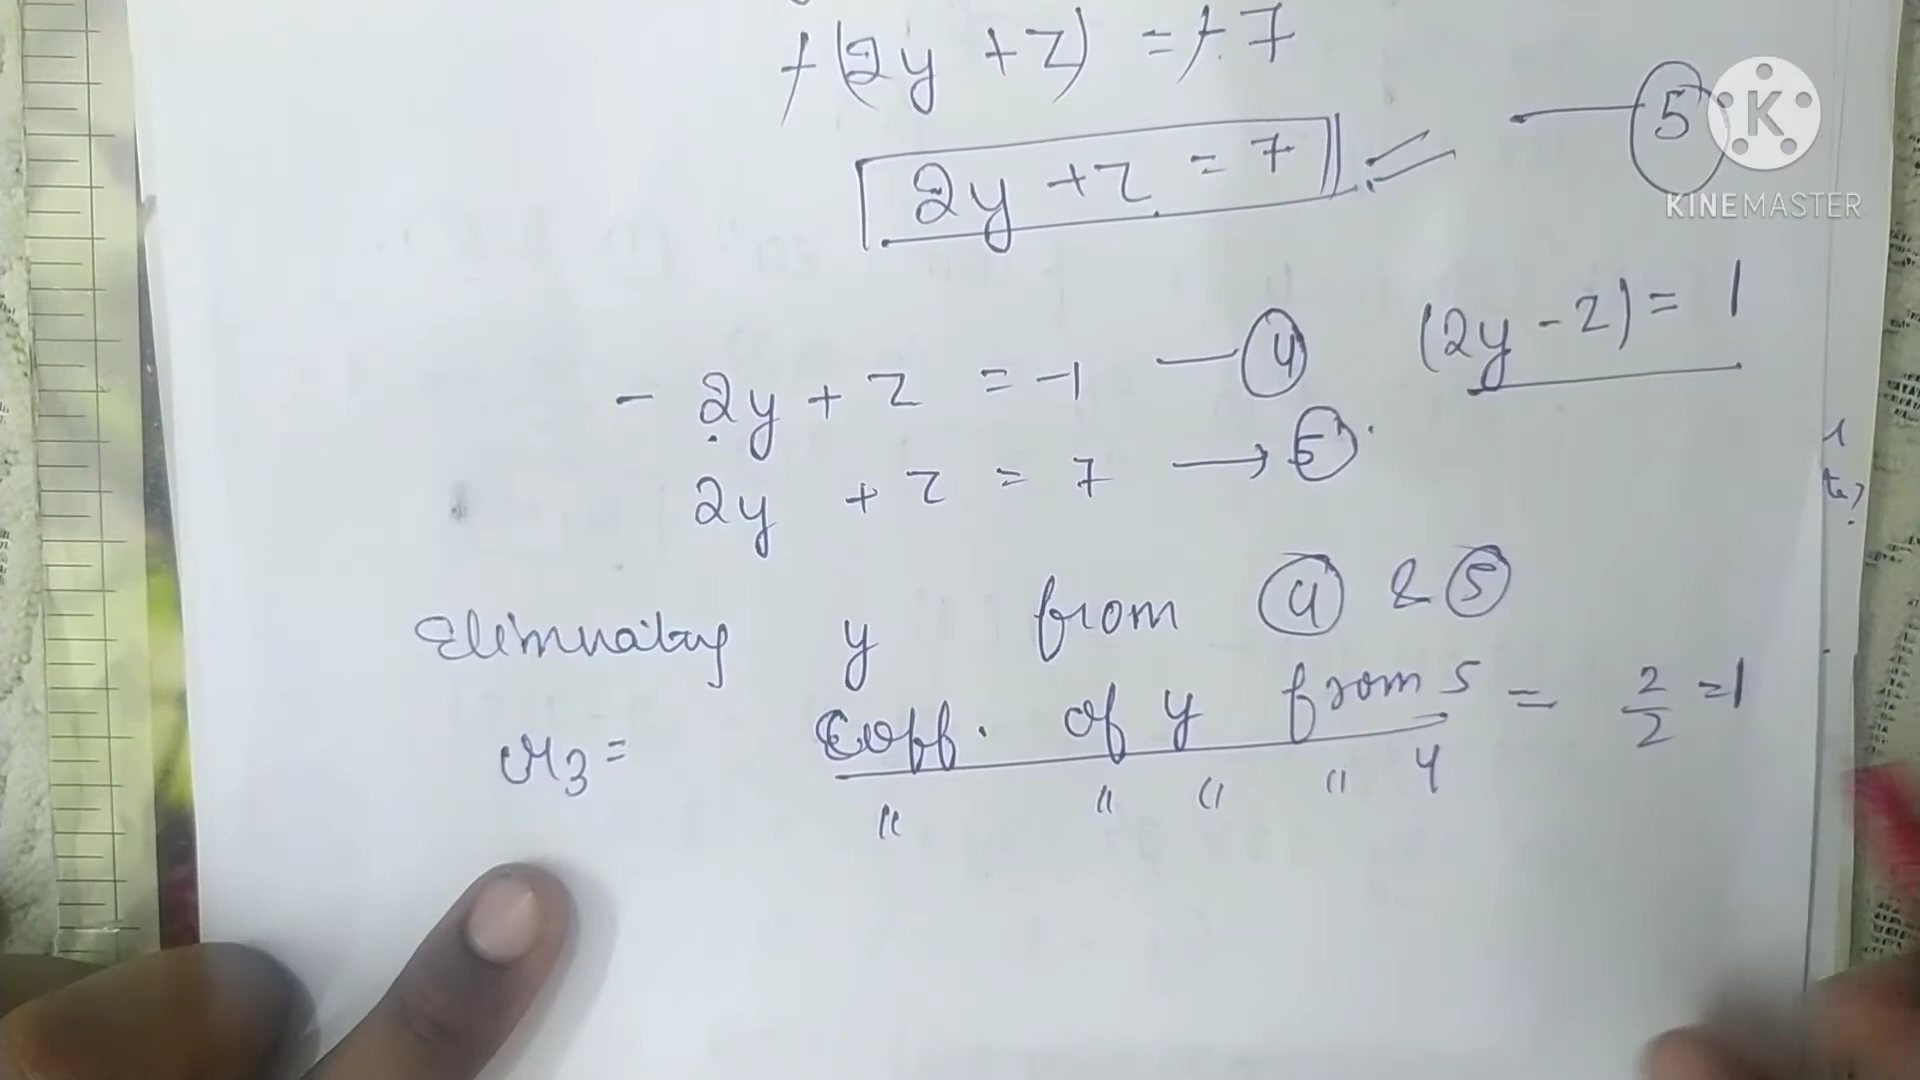 -(2y + z) = -7
2y + z = 7 — 5
K
KINEMASTER
(2y - z) = 1
- 2y + z = -1 — 4
2y + z = 7 → 5
Eliminating y from 4 & 5
M3 = Coff. of y from 5 = 2/2 = 1
" " " " 4